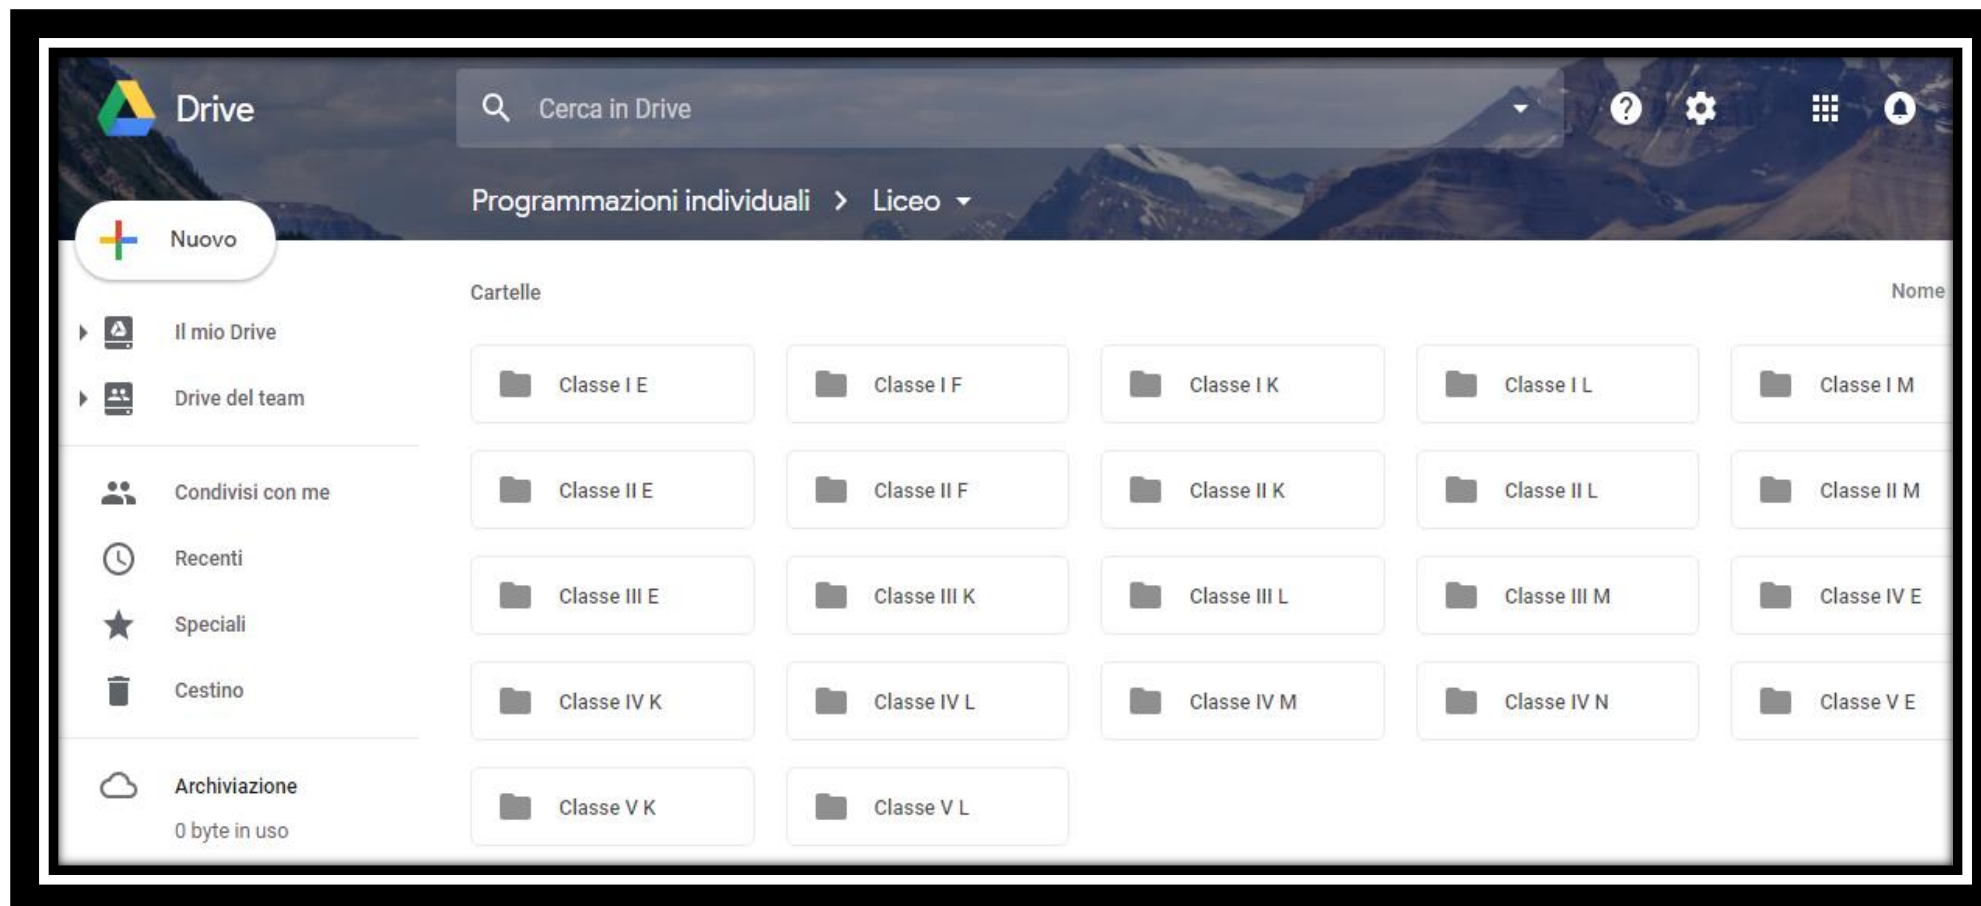 Drive
Cerca in Drive
Programmazioni individuali > Liceo
Nuovo
Cartelle
Nome
Il mio Drive
Drive del team
Condivisi con me
Recenti
Speciali
Cestino
Archiviazione
0 byte in uso
Classe I E
Classe I F
Classe I K
Classe I L
Classe I M
Classe II E
Classe II F
Classe II K
Classe II L
Classe II M
Classe III E
Classe III K
Classe III L
Classe III M
Classe IV E
Classe IV K
Classe IV L
Classe IV M
Classe IV N
Classe V E
Classe V K
Classe V L